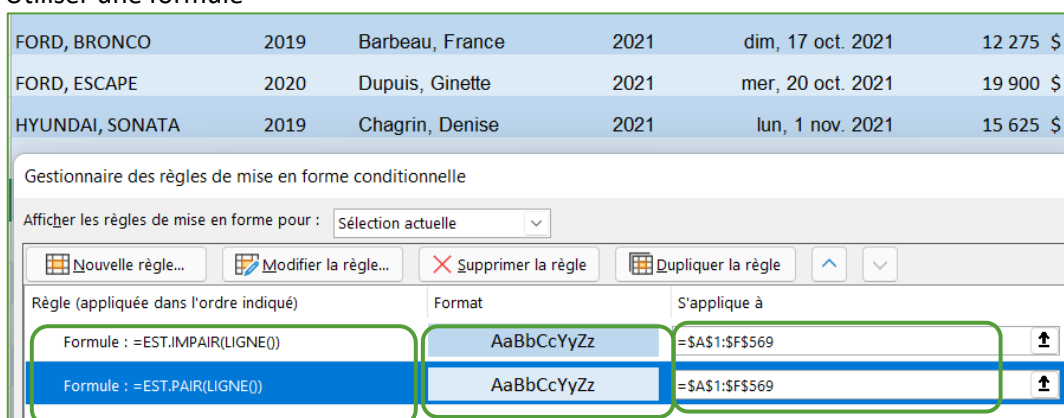 Utiliser une formule
FORD, BRONCO 2019 Barbeau, France 2021 dim, 17 oct. 2021 12 275 $
FORD, ESCAPE 2020 Dupuis, Ginette 2021 mer, 20 oct. 2021 19 900 $
HYUNDAI, SONATA 2019 Chagrin, Denise 2021 lun, 1 nov. 2021 15 625 $
Gestionnaire des règles de mise en forme conditionnelle
Afficher les règles de mise en forme pour : Sélection actuelle
Nouvelle règle... Modifier la règle... Supprimer la règle Dupliquer la règle
Règle (appliquée dans l'ordre indiqué) Format S'applique à
Formule : =EST.IMPAIR(LIGNE()) AaBbCcYyZz =$A$1:$F$569
Formule : =EST.PAIR(LIGNE()) AaBbCcYyZz =$A$1:$F$569